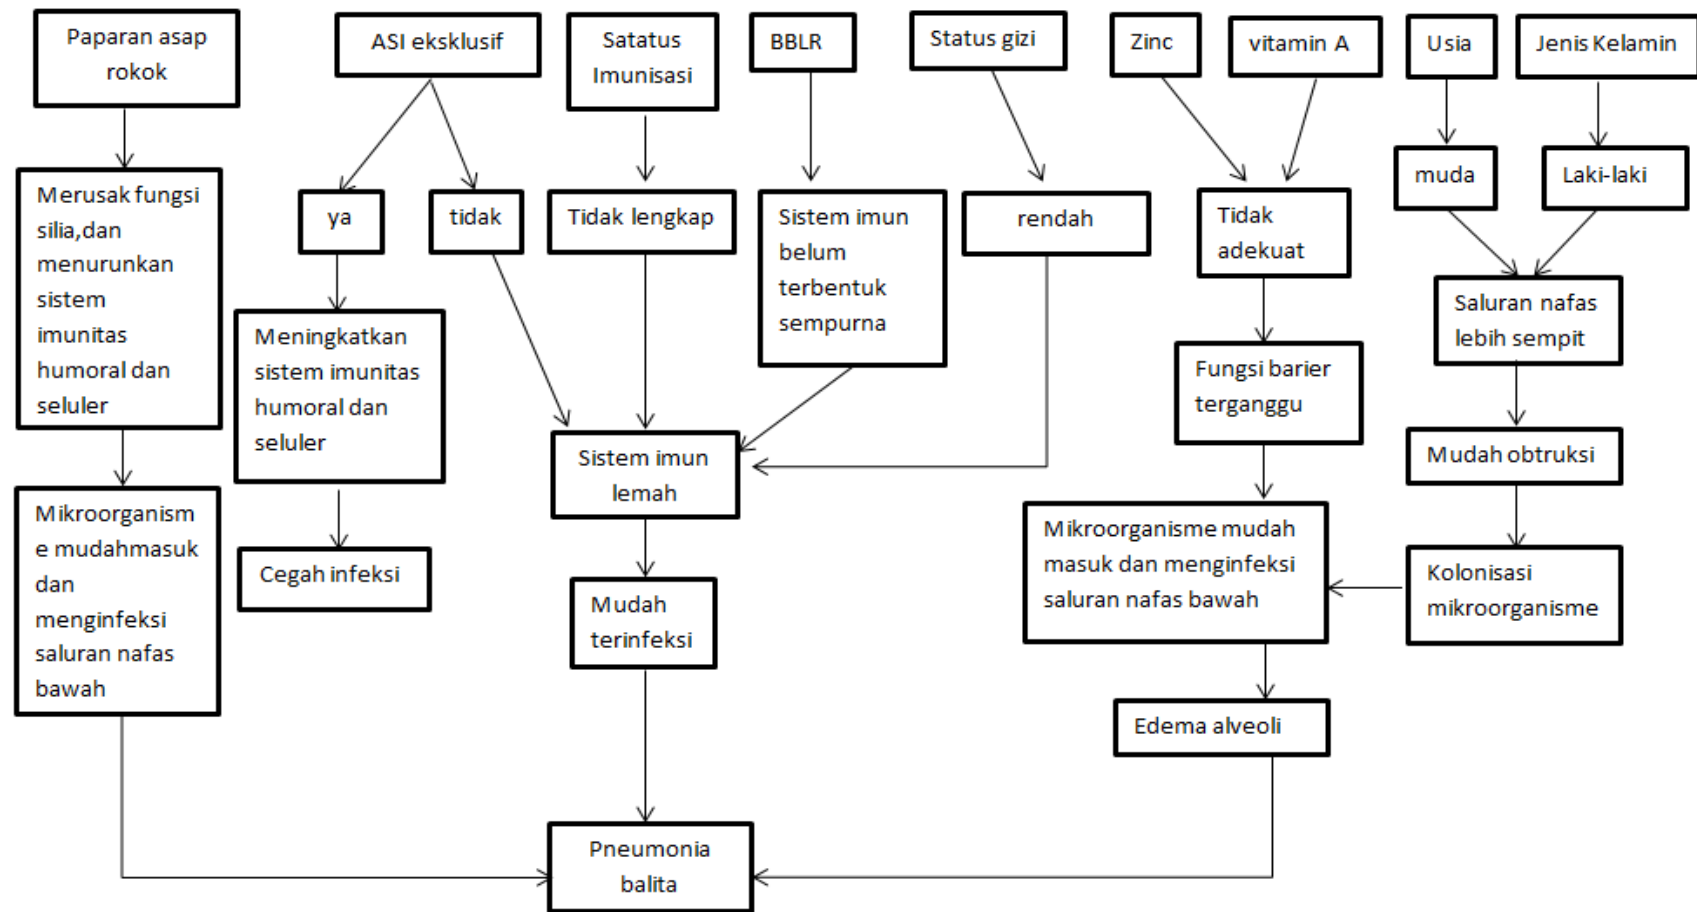 Paparan asap
rokok
ASI eksklusif
Satatus
Imunisasi
BBLR
Status gizi
Zinc
vitamin A
Usia
Jenis Kelamin
Merusak fungsi
silia,dan
menurunkan
sistem
imunitas
humoral dan
seluler
ya
tidak
Tidak lengkap
Sistem imun
belum
terbentuk
sempurna
rendah
Tidak
adekuat
muda
Laki-laki
Meningkatkan
sistem imunitas
humoral dan
seluler
Saluran nafas
lebih sempit
Fungsi barier
terganggu
Sistem imun
lemah
Mudah obtruksi
Mikroorganism
e mudahmasuk
dan
menginfeksi
saluran nafas
bawah
Cegah infeksi
Mudah
terinfeksi
Mikroorganisme mudah
masuk dan menginfeksi
saluran nafas bawah
Kolonisasi
mikroorganisme
Edema alveoli
Pneumonia
balita